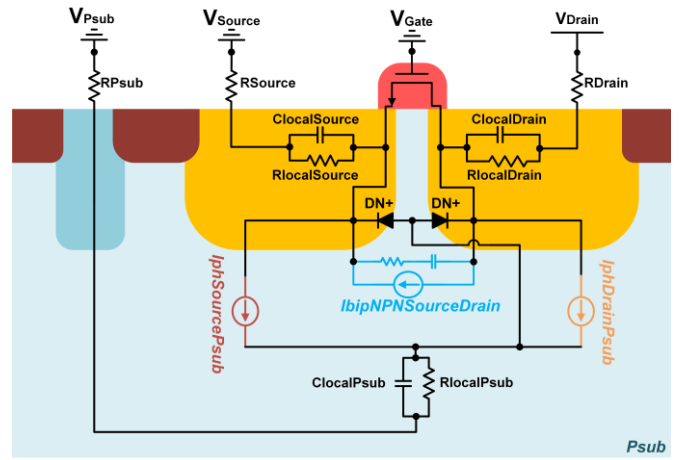 VPsub
VSource
VGate
VDrain
RPsub
RSource
RDrain
ClocalSource
ClocalDrain
RlocalSource
RlocalDrain
DN+
DN+
IphSourcePsub
IbipNPNSourceDrain
IphDrainPsub
ClocalPsub
RlocalPsub
Psub